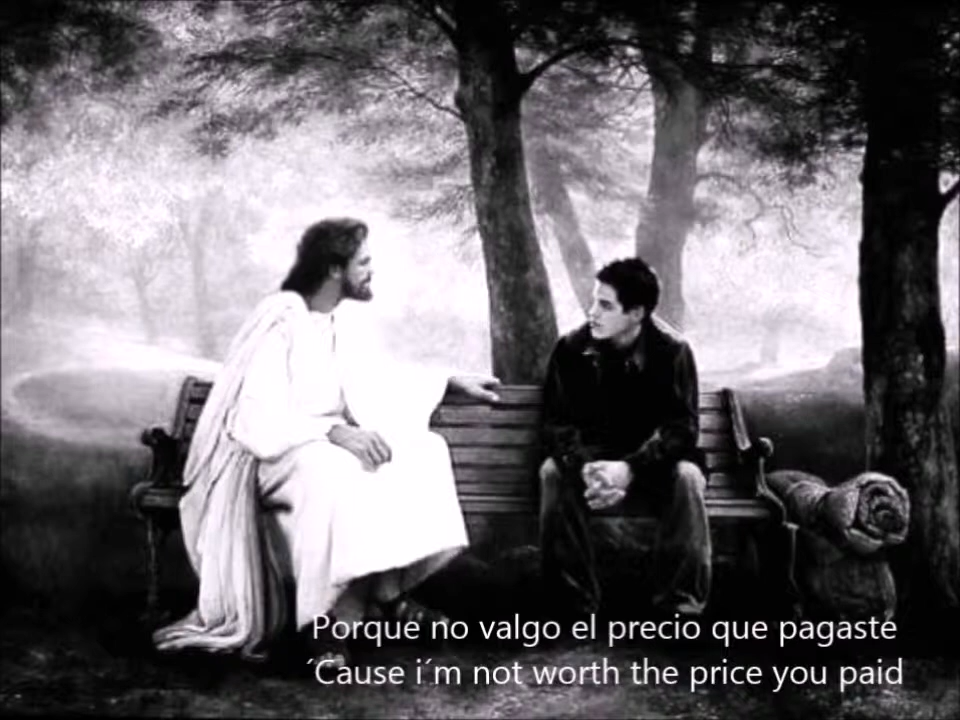 Porque no valgo el precio que pagaste
´Cause i´m not worth the price you paid